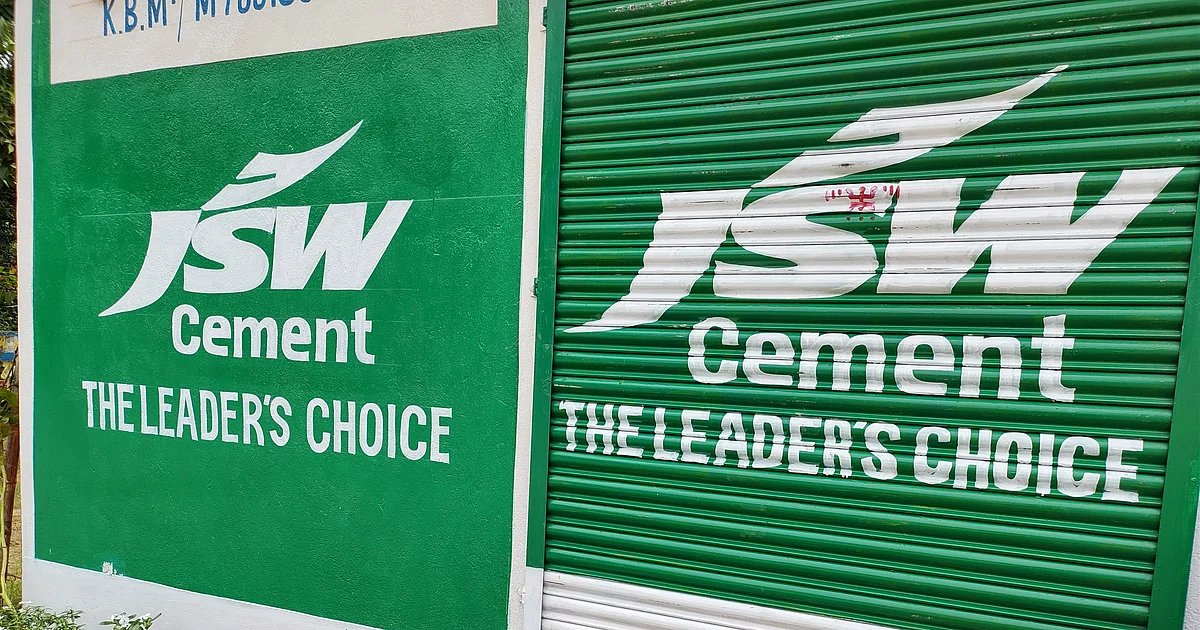 K.B.M.
JSW
Cement
THE LEADER'S CHOICE
JSW
Cement
THE LEADER'S CHOICE